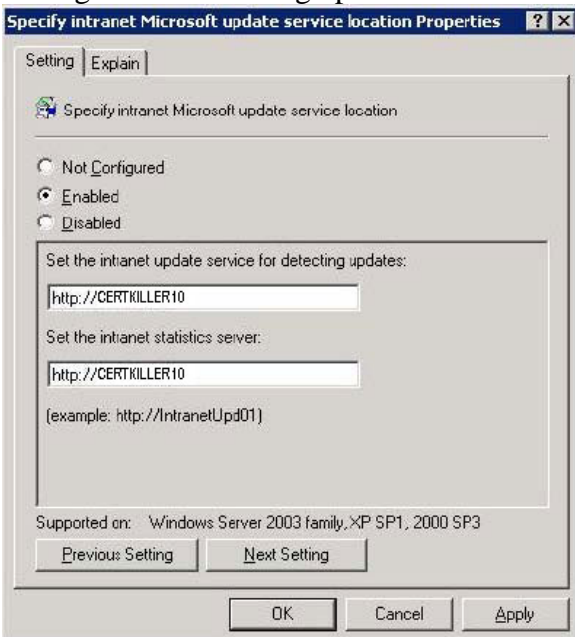 Specify intranet Microsoft update service location Properties
Setting
Explain
Specify intranet Microsoft update service location
Not Configured
Enabled
Disabled
Set the intranet update service for detecting updates:
http://CERTKILLER10
Set the intranet statistics server:
http://CERTKILLER10
(example: http://IntranetUpd01)
Supported on: Windows Server 2003 family, XP SP1, 2000 SP3
Previous Setting
Next Setting
OK
Cancel
Apply